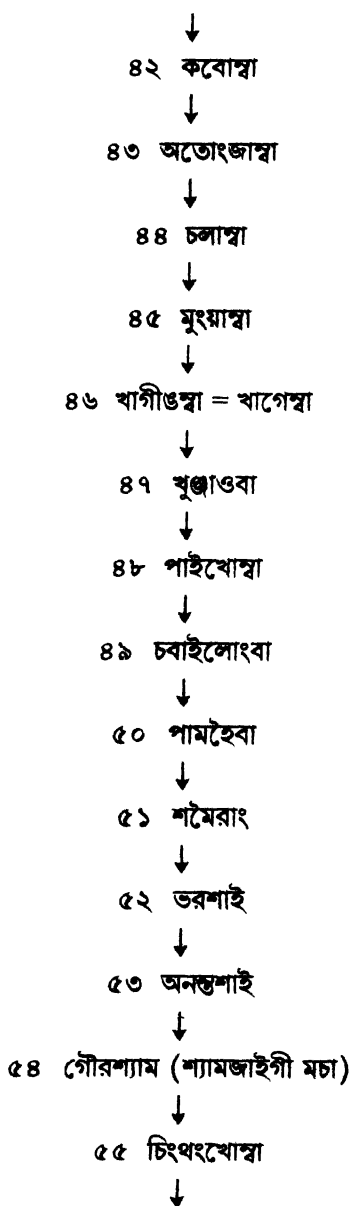 ↓
৪২ কবোম্বা
↓
৪৩ অতোংজাম্বা
↓
৪৪ চলাম্বা
↓
৪৫ মুংয়াম্বা
↓
৪৬ খাগীঙম্বা = খাগেম্বা
↓
৪৭ খুঞ্জাওবা
↓
৪৮ পাইখোম্বা
↓
৪৯ চবাইলোংবা
↓
৫০ পামহৈবা
↓
৫১ শমৈরাং
↓
৫২ ভরশাই
↓
৫৩ অনন্তশাই
↓
৫৪ গৌরশ্যাম (শ্যামজাইগী মচা)
↓
৫৫ চিংথংখোম্বা
↓